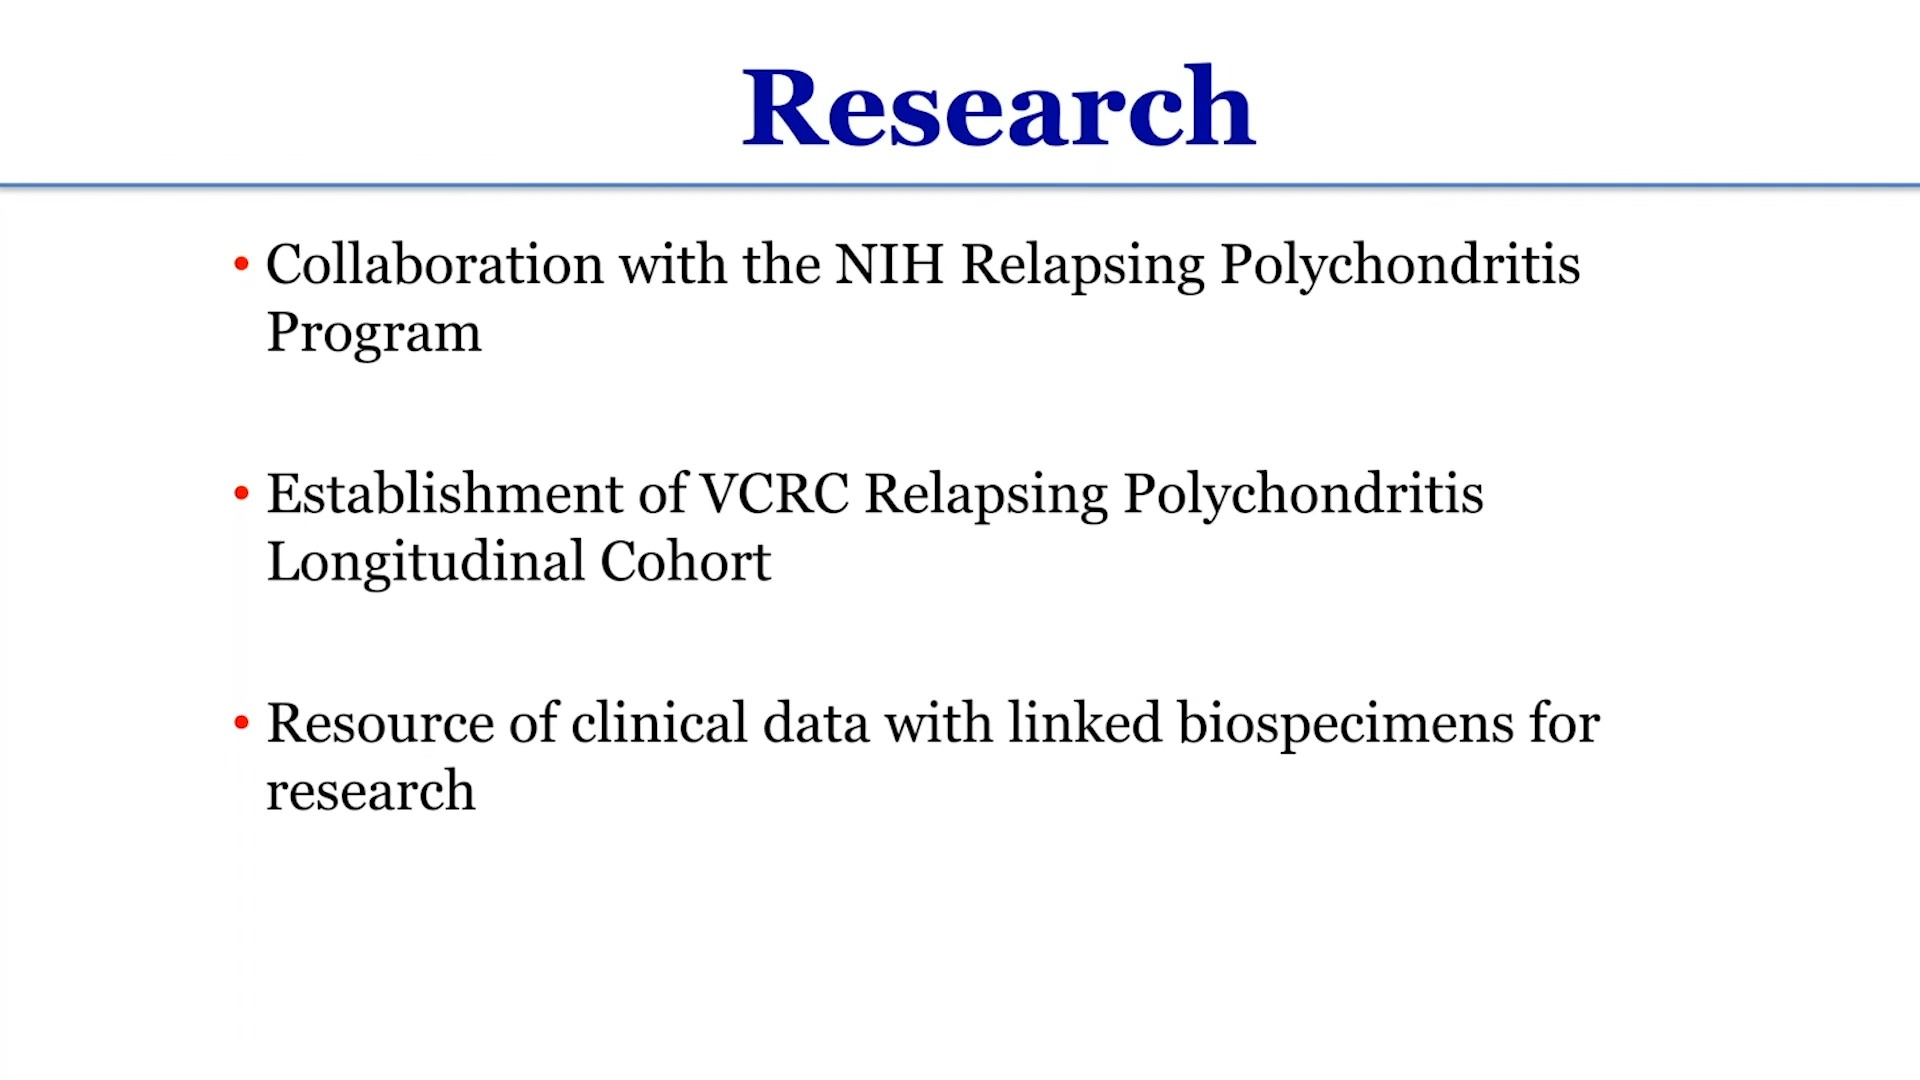 Research
• Collaboration with the NIH Relapsing Polychondritis
Program
• Establishment of VCRC Relapsing Polychondritis
Longitudinal Cohort
• Resource of clinical data with linked biospecimens for
research